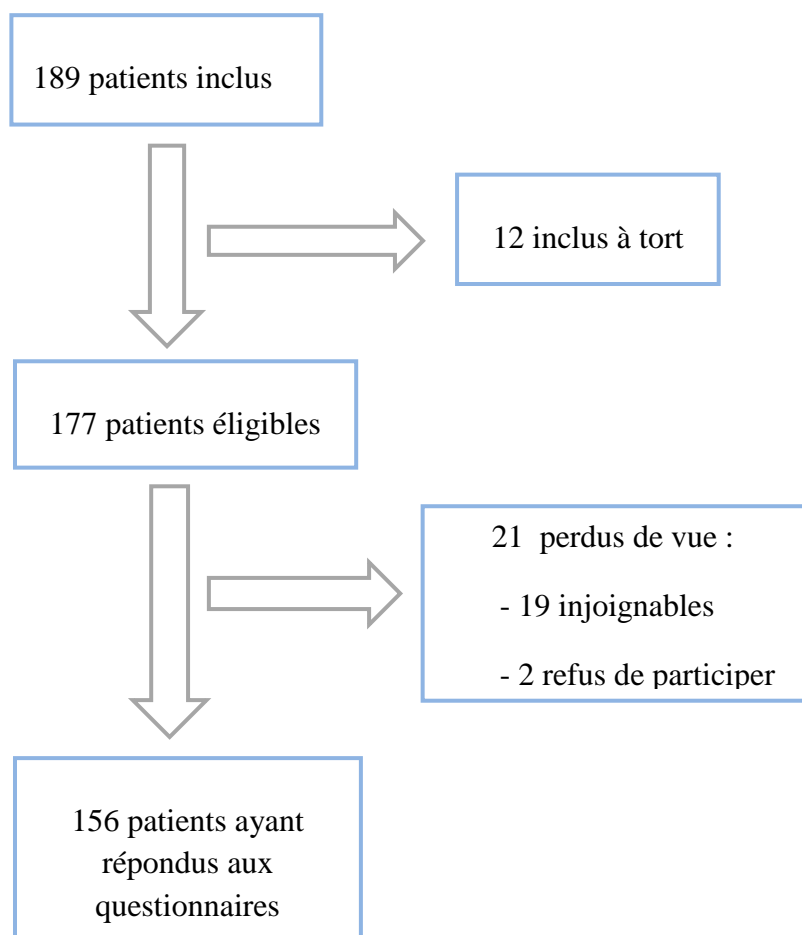 189 patients inclus
12 inclus à tort
177 patients éligibles
21 perdus de vue :
- 19 injoignables
- 2 refus de participer
156 patients ayant
répondus aux
questionnaires